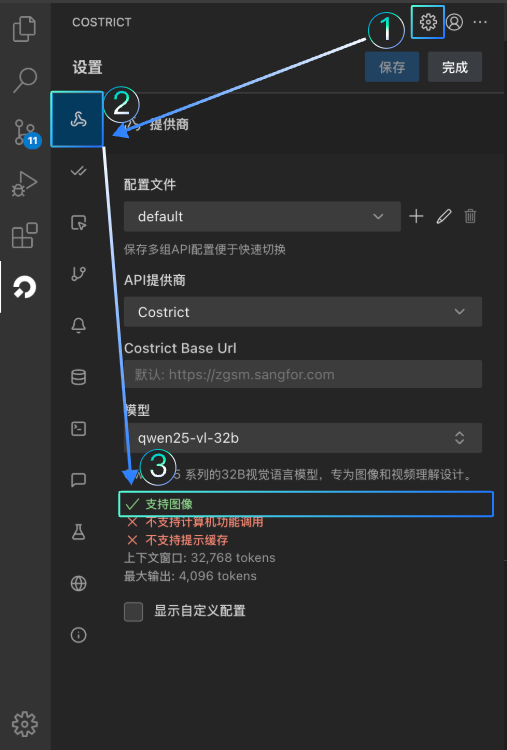 COSTRICT
1
设置
保存
完成
2
提供商
11
配置文件
default
保存多组API配置便于快速切换
API提供商
Costrict
Costrict Base Url
默认: https://zgsm.sangfor.com
模型
qwen25-vl-32b
3
5 系列的32B视觉语言模型，专为图像和视频理解设计。
支持图像
不支持计算机功能调用
不支持提示缓存
上下文窗口: 32,768 tokens
最大输出: 4,096 tokens
显示自定义配置